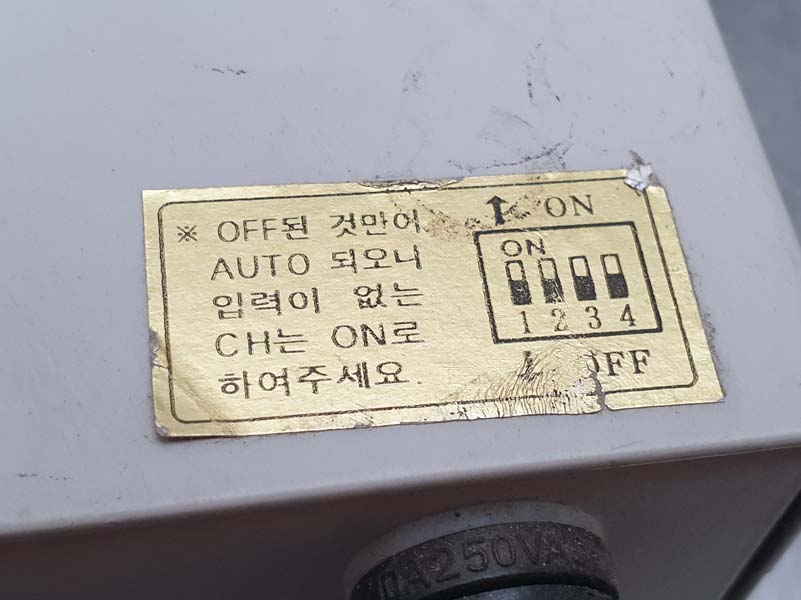 ※ OFF된 것만이
AUTO 되오니
입력이 없는
CH는 ON로
하여주세요.
↑ ON
ON
1 2 3 4
↓ OFF
0A250VA